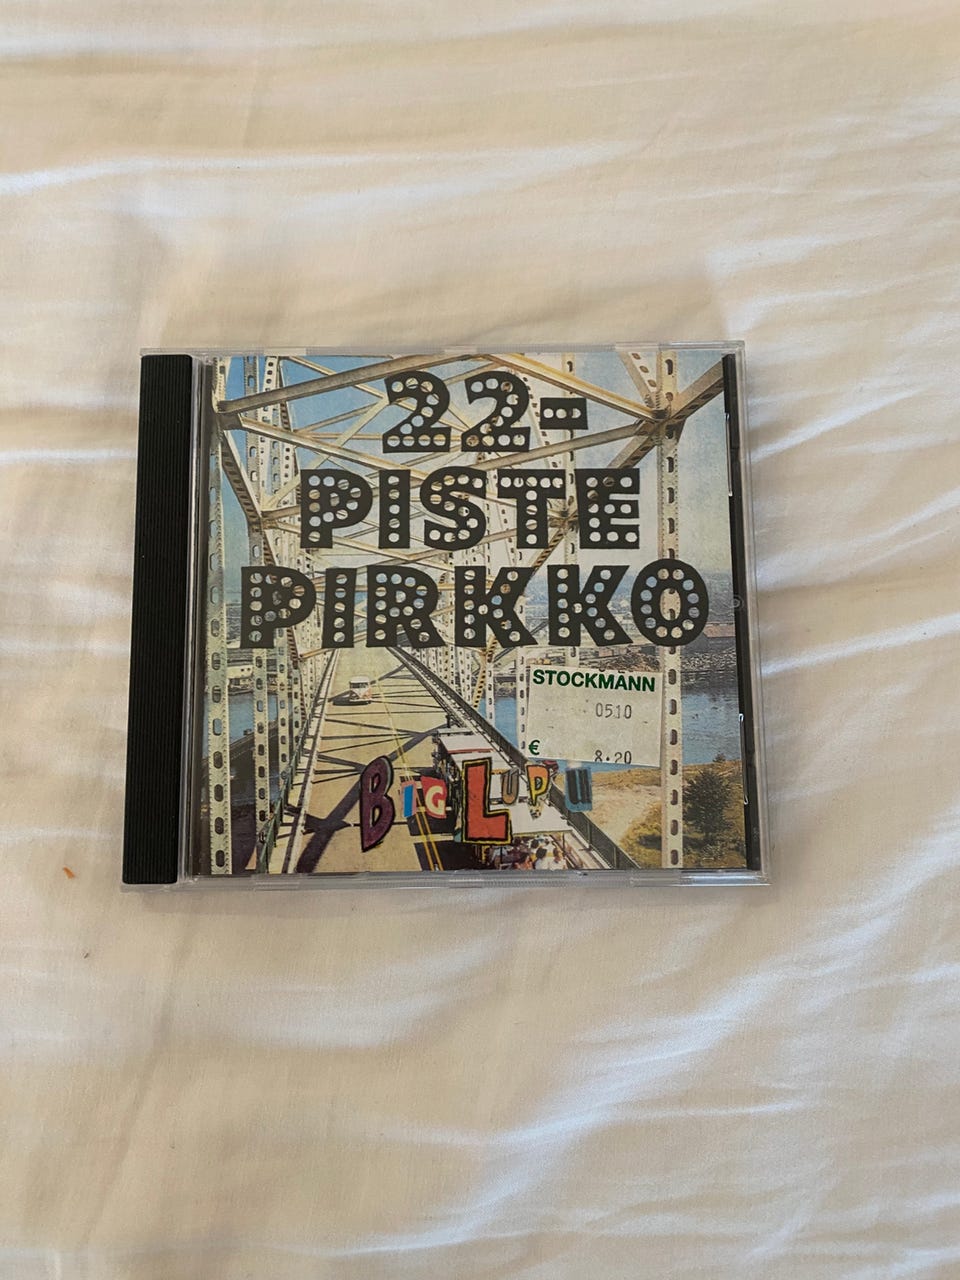 22-
PISTE
PIRKKO
STOCKMANN
0510
€ 8.20
BIG LUPU